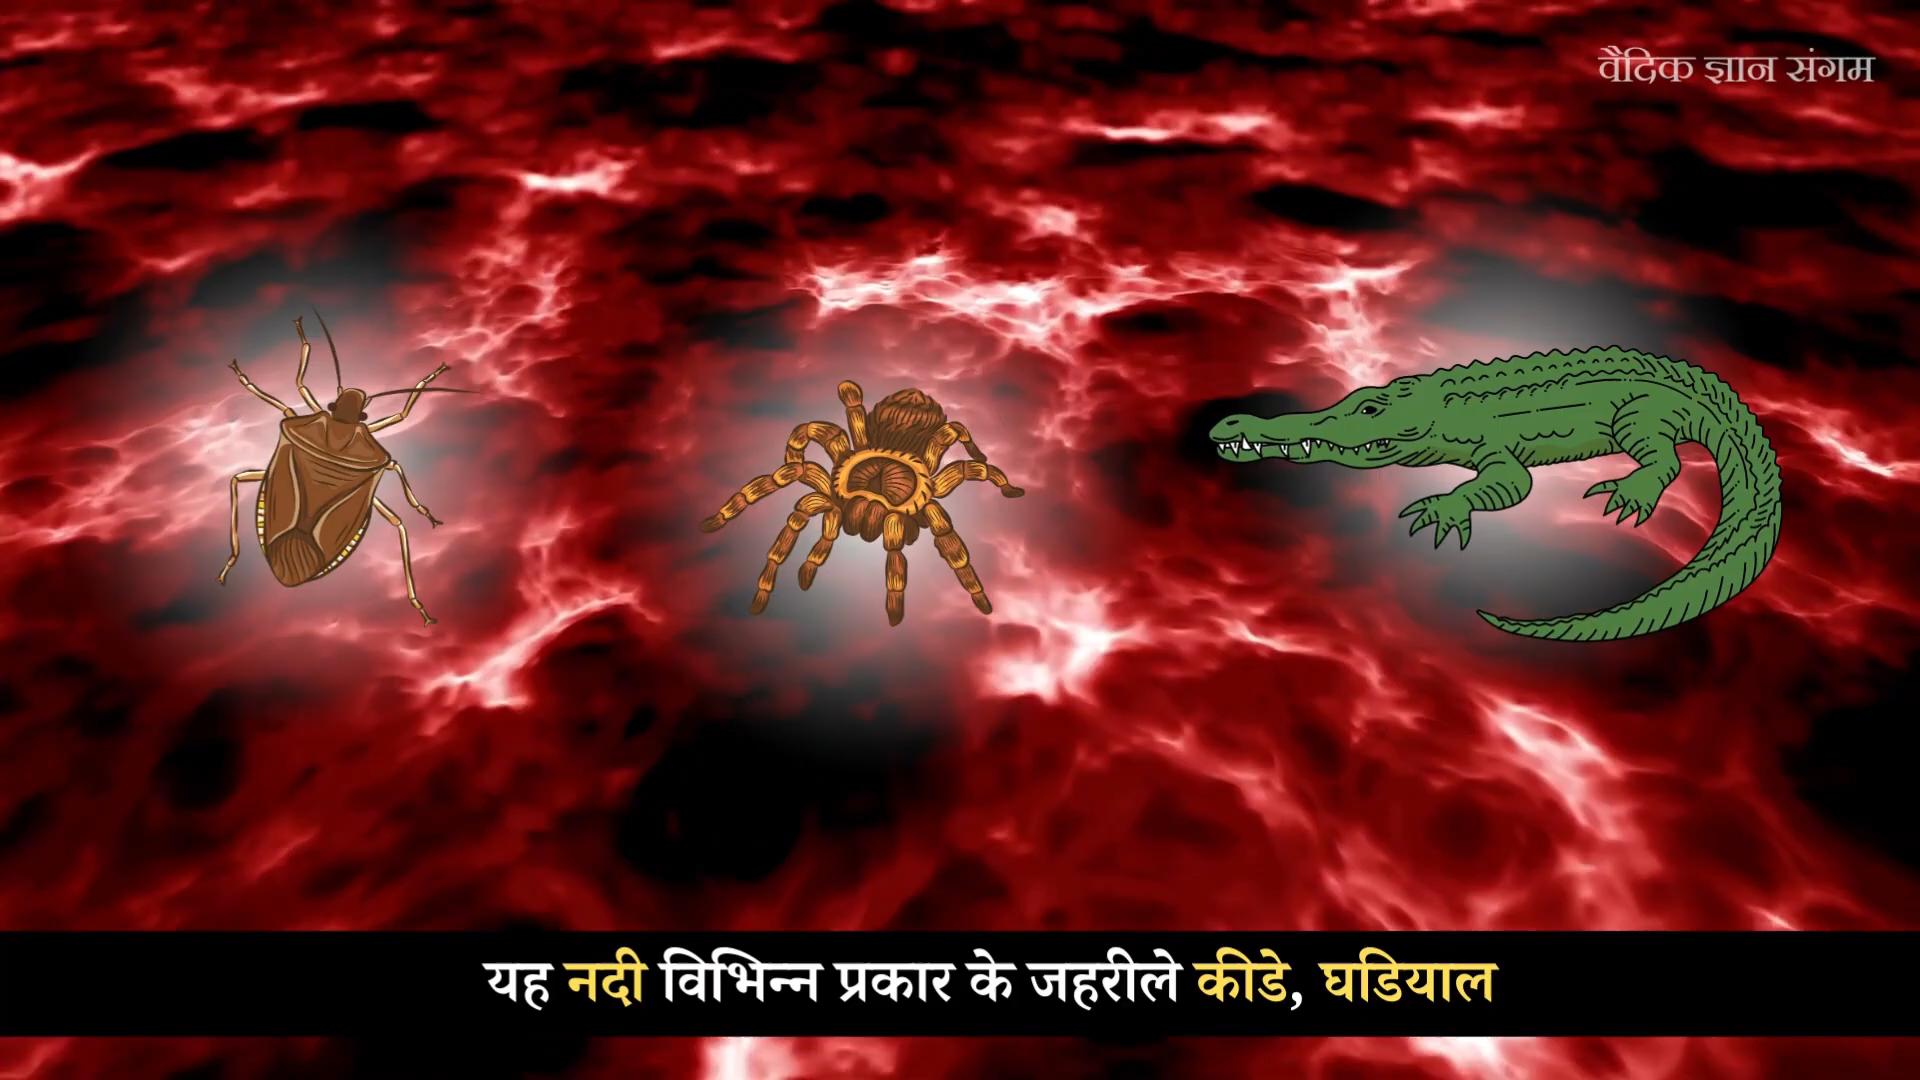 वैदिक ज्ञान संगम
यह नदी विभिन्न प्रकार के जहरीले कीडे, घडियाल